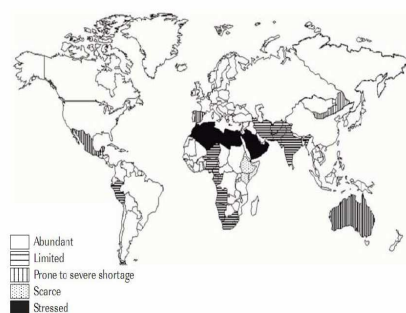 Abundant
Limited
Prone to severe shortage
Scarce
Stressed